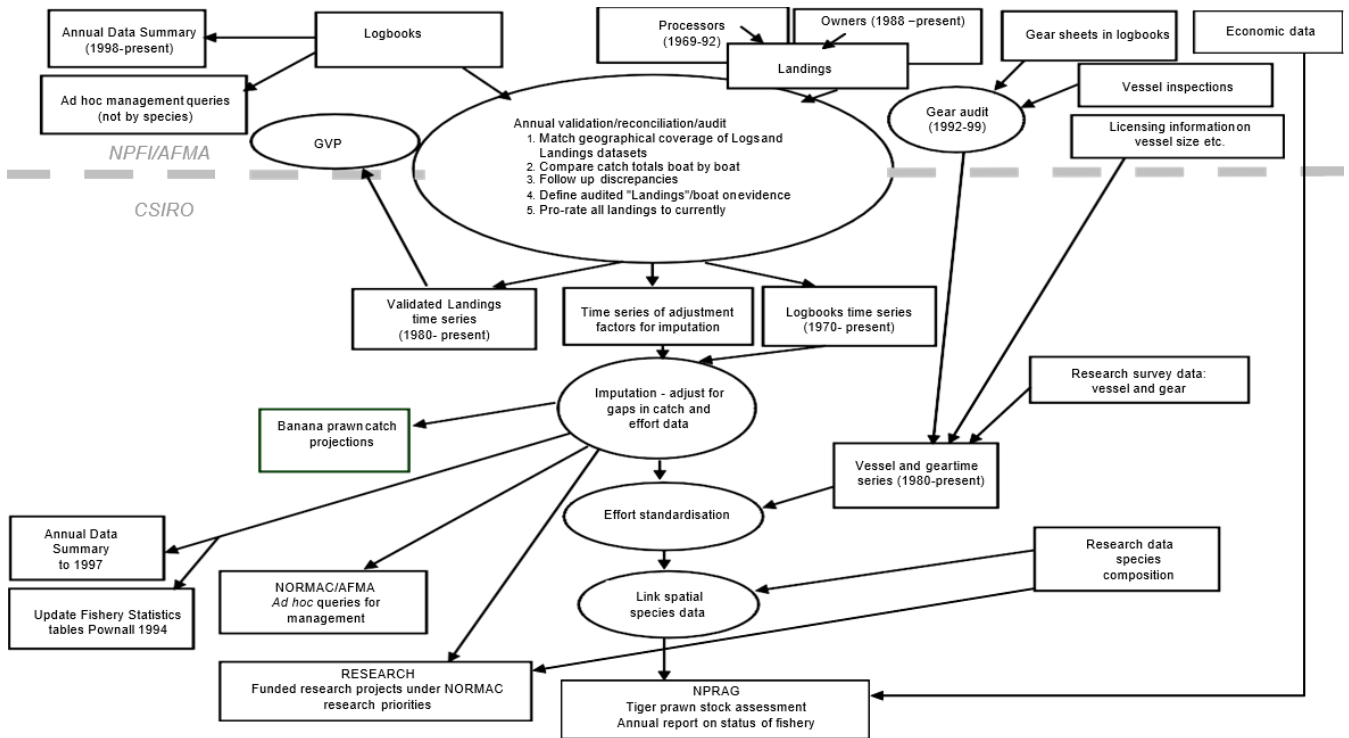 Annual Data Summary
(1998-present)
Logbooks
Processors
(1969-92)
Owners (1988 –present)
Landings
Gear sheets in logbooks
Economic data
Ad hoc management queries
(not by species)
Vessel inspections
Gear audit
(1992-99)
Licensing information on
vessel size etc.
GVP
Annual validation/reconciliation/audit
1. Match geographical coverage of Logsand
Landings datasets
2. Compare catch totals boat by boat
3. Follow up discrepancies
4. Define audited "Landings"/boat on evidence
5. Pro-rate all landings to currently
NPFI/AFMA
CSIRO
Validated Landings
time series
(1980- present)
Time series of adjustment
factors for imputation
Logbooks time series
(1970- present)
Research survey data:
vessel and gear
Imputation - adjust for
gaps in catch and
effort data
Banana prawn catch
projections
Vessel and geartime
series (1980-present)
Effort standardisation
Annual Data
Summary
to 1997
Research data
species
composition
NORMAC/AFMA
Ad hoc queries for
management
Link spatial
species data
Update Fishery Statistics
tables Pownall 1994
RESEARCH
Funded research projects under NORMAC
research priorities
NPRAG
Tiger prawn stock assessment
Annual report on status of fishery